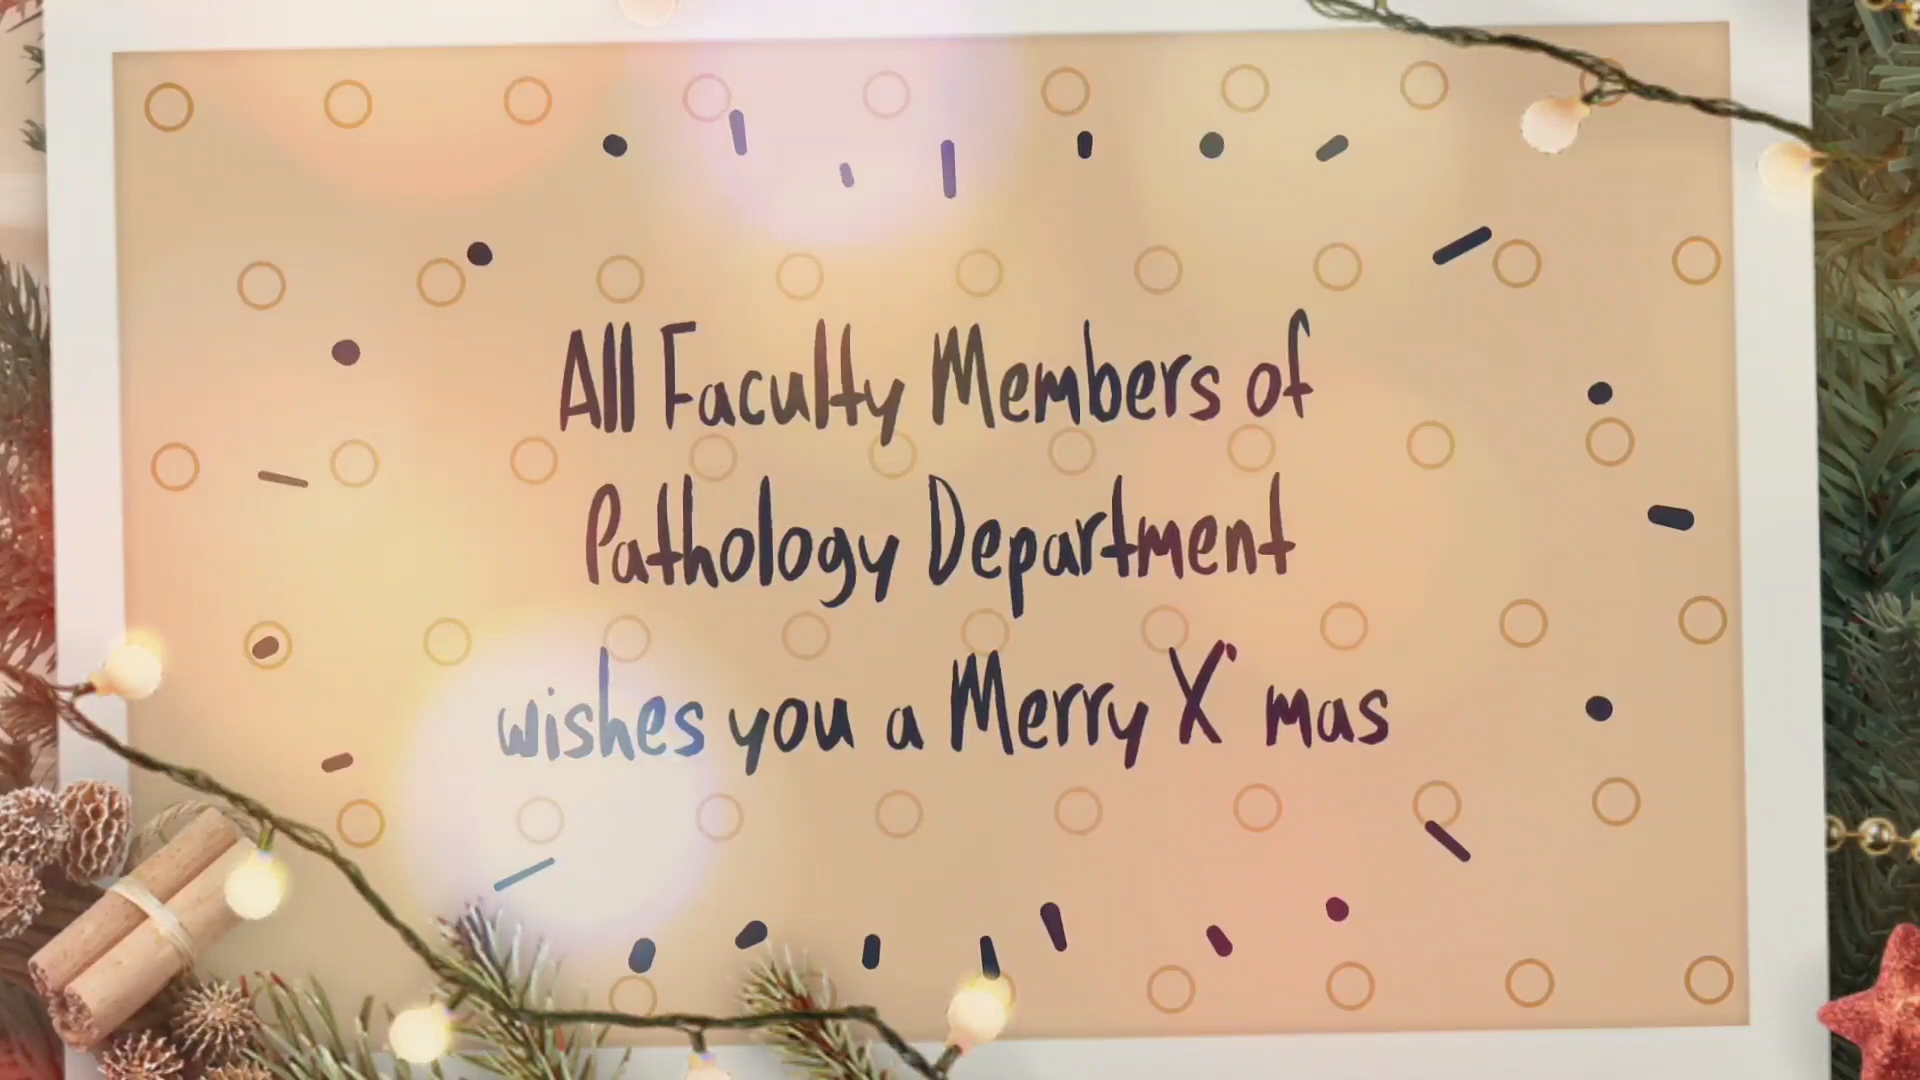 All Faculty Members of
Pathology Department
wishes you a Merry X' mas